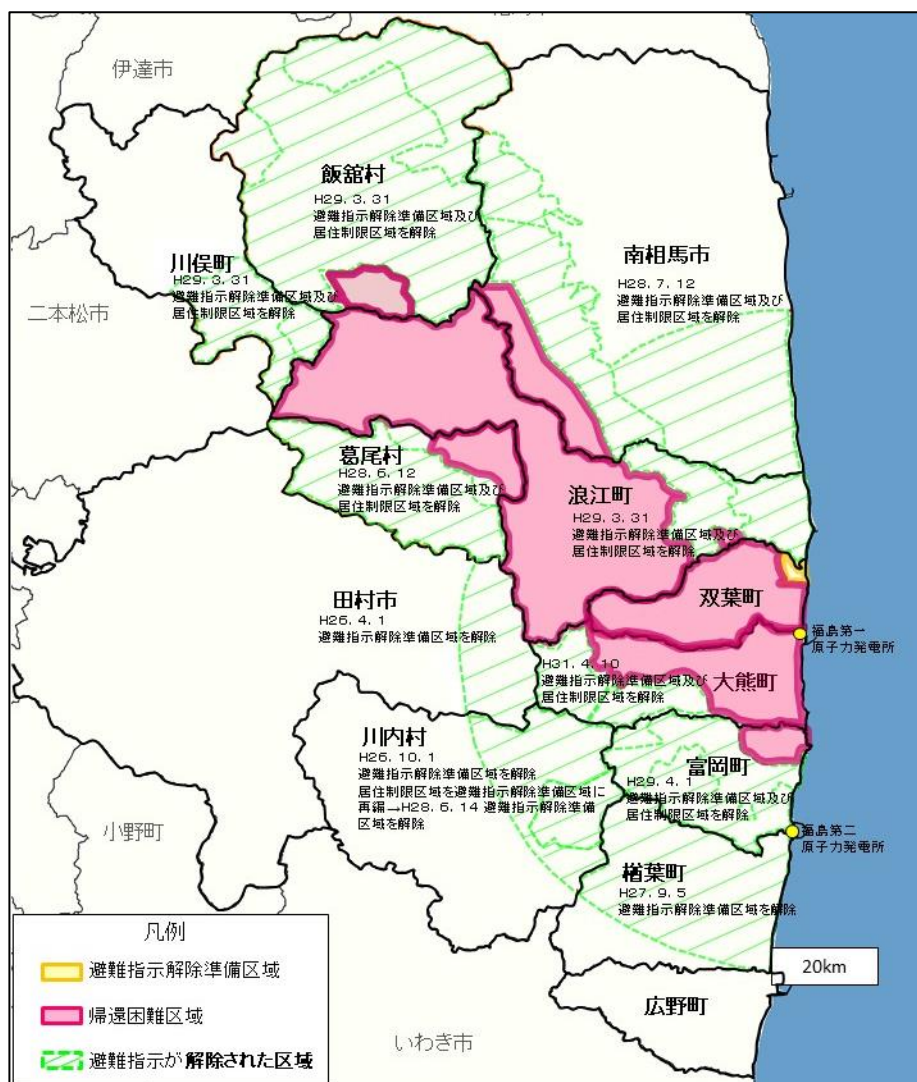 伊達市
飯舘村
H29.3.31
避難指示解除準備区域及び
居住制限区域を解除
川俣町
H29.3.31
避難指示解除準備区域及び
居住制限区域を解除
南相馬市
H28.7.12
避難指示解除準備区域及び
居住制限区域を解除
二本松市
葛尾村
H28.6.12
避難指示解除準備区域及び
居住制限区域を解除
浪江町
H29.3.31
避難指示解除準備区域及び
居住制限区域を解除
田村市
H26.4.1
避難指示解除準備区域を解除
双葉町
福島第一
原子力発電所
H31.4.10
避難指示解除準備区域及び
居住制限区域を解除
大熊町
川内村
H26.10.1
避難指示解除準備区域を解除
居住制限区域を避難指示解除準備区域に
再編→H28.6.14 避難指示解除準備
区域を解除
富岡町
H29.4.1
避難指示解除準備区域及び
居住制限区域を解除
福島第二
原子力発電所
小野町
楢葉町
H27.9.5
避難指示解除準備区域を解除
20km
広野町
いわき市
凡例
避難指示解除準備区域
帰還困難区域
避難指示が解除された区域